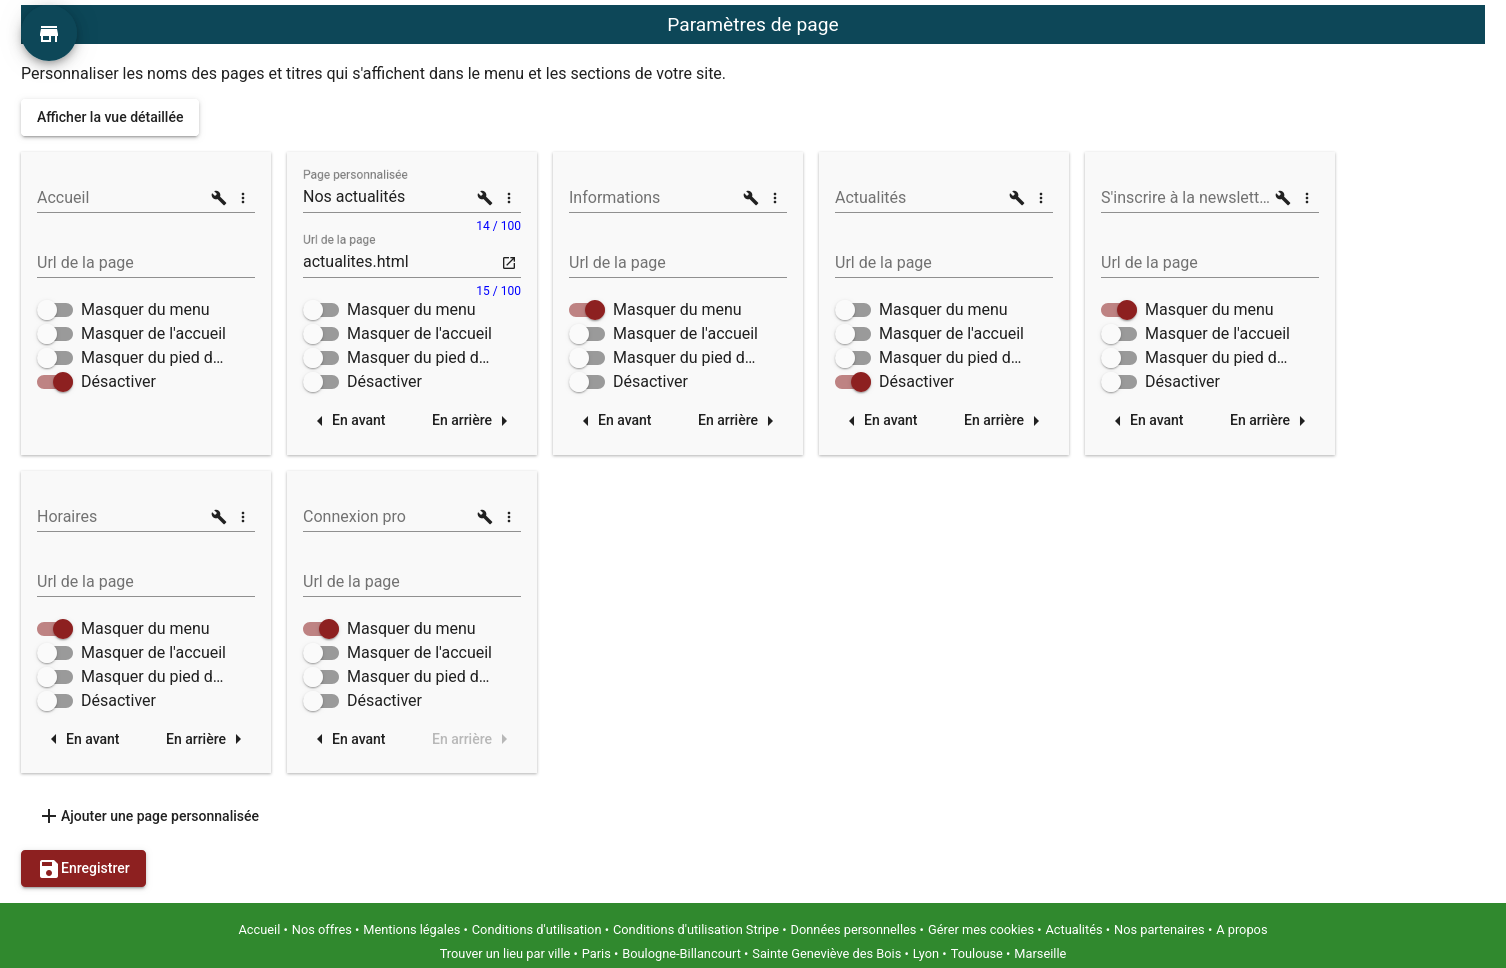 Paramètres de page
Personnaliser les noms des pages et titres qui s'affichent dans le menu et les sections de votre site.
Afficher la vue détaillée
Accueil
Url de la page
Masquer du menu
Masquer de l'accueil
Masquer du pied d...
Désactiver
Page personnalisée
Nos actualités
14 / 100
Url de la page
actualites.html
15 / 100
Masquer du menu
Masquer de l'accueil
Masquer du pied d...
Désactiver
En avant En arrière
Informations
Url de la page
Masquer du menu
Masquer de l'accueil
Masquer du pied d...
Désactiver
En avant En arrière
Actualités
Url de la page
Masquer du menu
Masquer de l'accueil
Masquer du pied d...
Désactiver
En avant En arrière
S'inscrire à la newslett...
Url de la page
Masquer du menu
Masquer de l'accueil
Masquer du pied d...
Désactiver
En avant En arrière
Horaires
Url de la page
Masquer du menu
Masquer de l'accueil
Masquer du pied d...
Désactiver
En avant En arrière
Connexion pro
Url de la page
Masquer du menu
Masquer de l'accueil
Masquer du pied d...
Désactiver
En avant En arrière
Ajouter une page personnalisée
Enregistrer
Accueil • Nos offres • Mentions légales • Conditions d'utilisation • Conditions d'utilisation Stripe • Données personnelles • Gérer mes cookies • Actualités • Nos partenaires • A propos
Trouver un lieu par ville • Paris • Boulogne-Billancourt • Sainte Geneviève des Bois • Lyon • Toulouse • Marseille